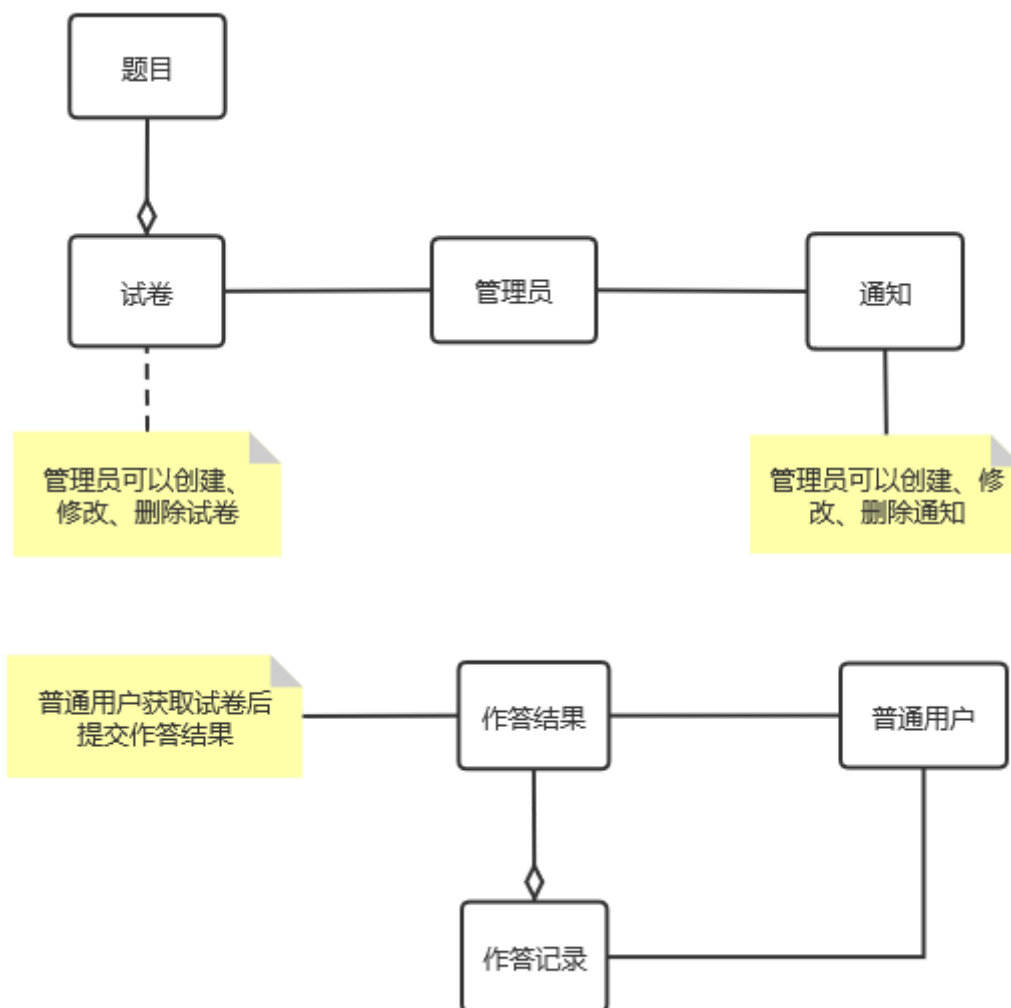 题目
试卷
管理员
通知
管理员可以创建、
修改、删除试卷
管理员可以创建、修
改、删除通知
普通用户获取试卷后
提交作答结果
作答结果
普通用户
作答记录